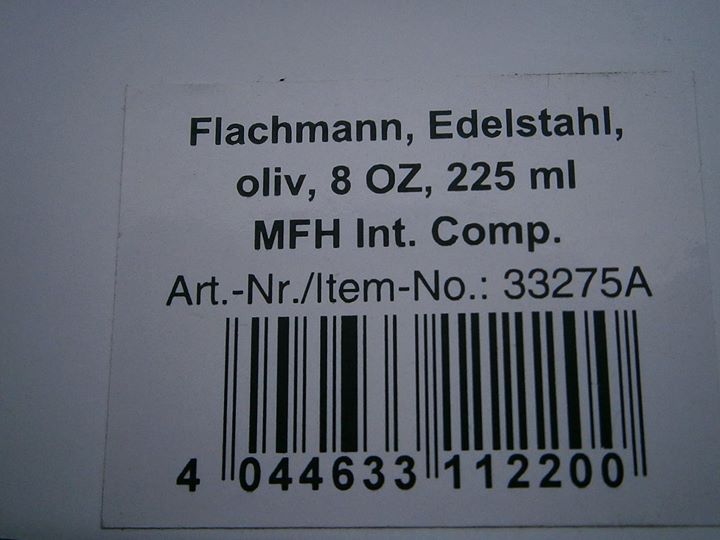 Flachmann, Edelstahl,
oliv, 8 OZ, 225 ml
MFH Int. Comp.
Art.-Nr./Item-No.: 33275A
4 044633 112200